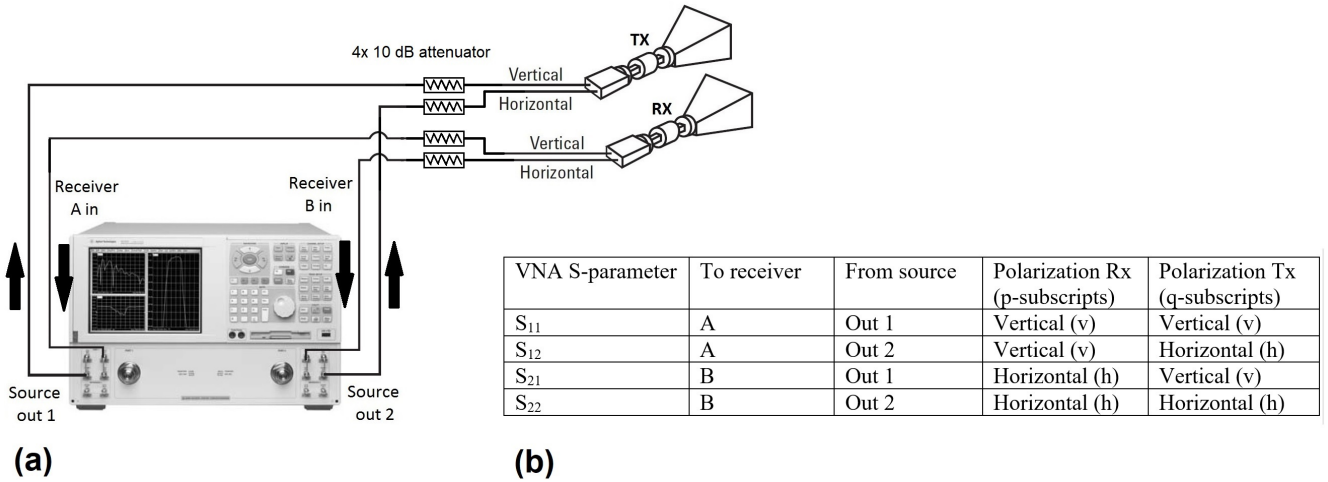 4x 10 dB attenuator
TX
Vertical
Horizontal
RX
Vertical
Horizontal
Receiver
A in
Receiver
B in
Source
out 1
Source
out 2
(a)
VNA S-parameter To receiver From source Polarization Rx (p-subscripts) Polarization Tx (q-subscripts)
S11 A Out 1 Vertical (v) Vertical (v)
S12 A Out 2 Vertical (v) Horizontal (h)
S21 B Out 1 Horizontal (h) Vertical (v)
S22 B Out 2 Horizontal (h) Horizontal (h)
(b)